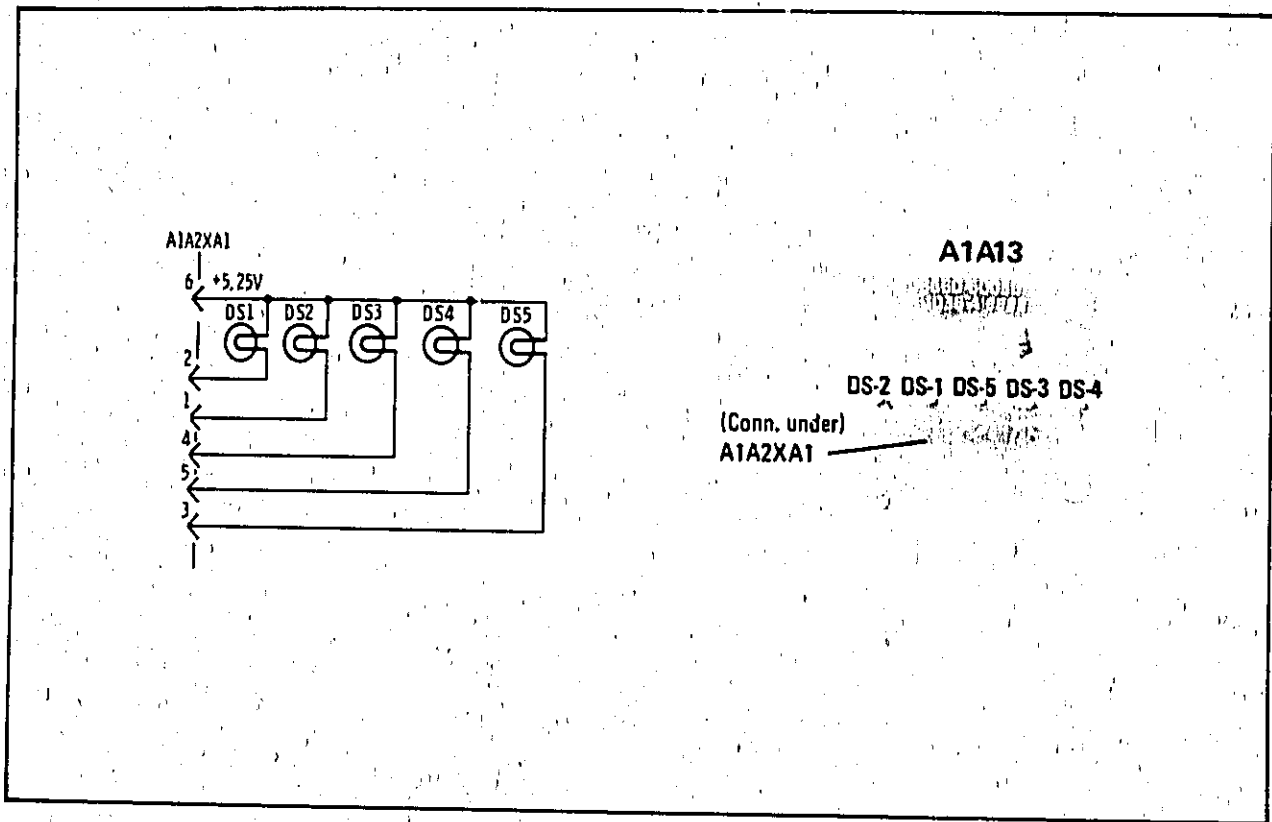 A1A2XA1
6 +5.25V
DS1 DS2 DS3 DS4 DS5
2
1
4
5
3
A1A13
DS-2 DS-1 DS-5 DS-3 DS-4
(Conn. under)
A1A2XA1